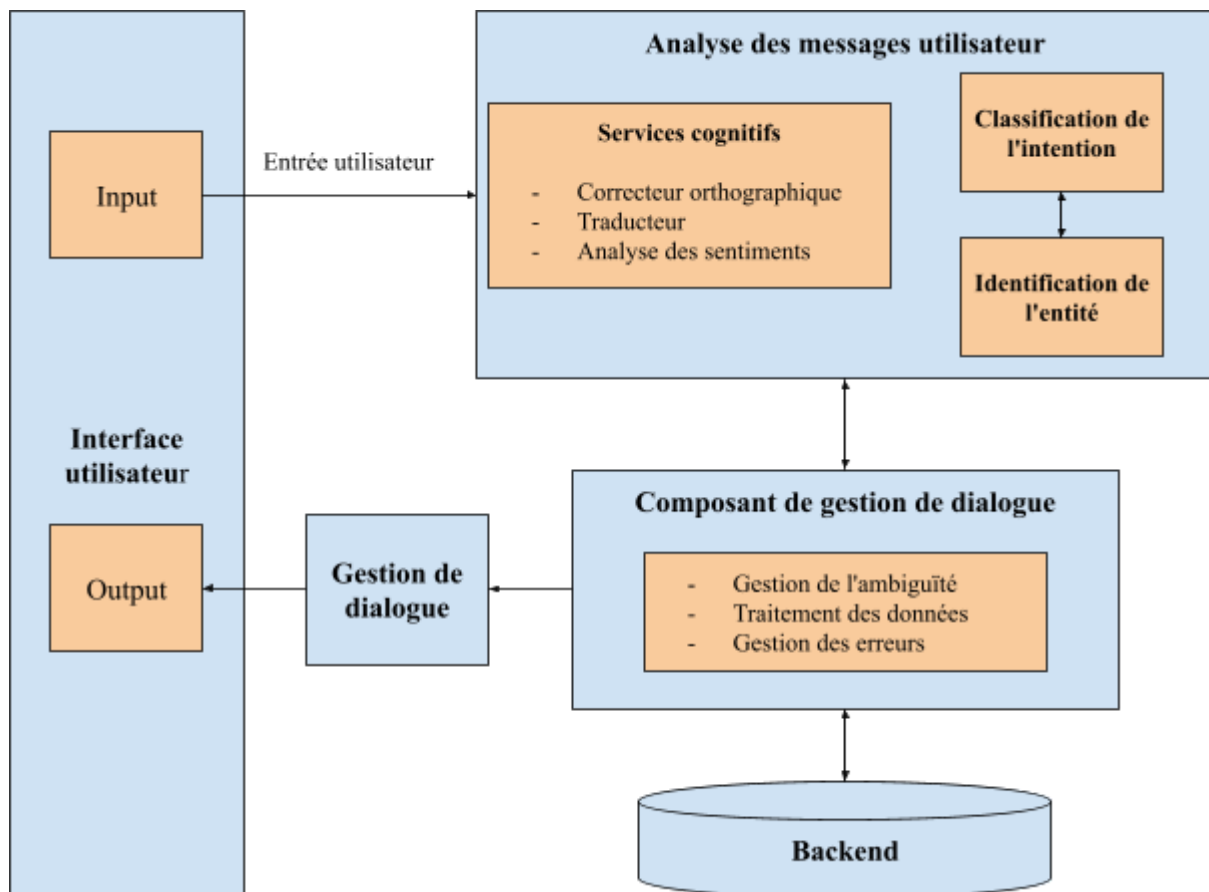 Analyse des messages utilisateur
Input
Entrée utilisateur
Services cognitifs
- Correcteur orthographique
- Traducteur
- Analyse des sentiments
Classification de
l'intention
Identification de
l'entité
Interface
utilisateur
Output
Gestion de
dialogue
Composant de gestion de dialogue
- Gestion de l'ambiguïté
- Traitement des données
- Gestion des erreurs
Backend